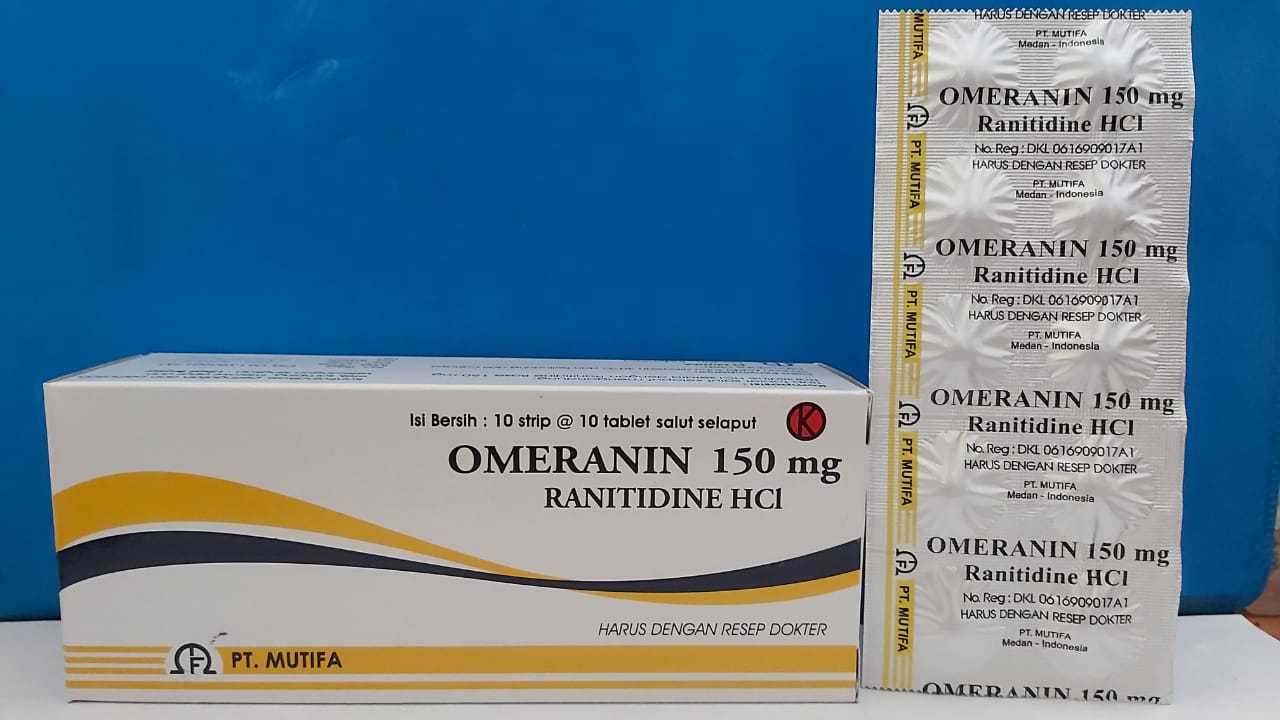 Isi Bersih : 10 strip @ 10 tablet salut selaput
K
OMERANIN 150 mg
RANITIDINE HCl
HARUS DENGAN RESEP DOKTER
PT. MUTIFA
HARUS DENGAN RESEP DOKTER
PT. MUTIFA
Medan - Indonesia
OMERANIN 150 mg
Ranitidine HCl
No. Reg : DKL 0616909017A1
HARUS DENGAN RESEP DOKTER
PT. MUTIFA
Medan - Indonesia
OMERANIN 150 mg
Ranitidine HCl
No. Reg : DKL 0616909017A1
HARUS DENGAN RESEP DOKTER
PT. MUTIFA
Medan - Indonesia
OMERANIN 150 mg
Ranitidine HCl
No. Reg : DKL 0616909017A1
HARUS DENGAN RESEP DOKTER
PT. MUTIFA
Medan - Indonesia
OMERANIN 150 mg
Ranitidine HCl
No. Reg : DKL 0616909017A1
HARUS DENGAN RESEP DOKTER
PT. MUTIFA
Medan - Indonesia
OMERANIN 150 mg
MUTIFA
PT. MUTIFA
PT. MUTIFA
PT. MUTIFA
PT. MUTIFA